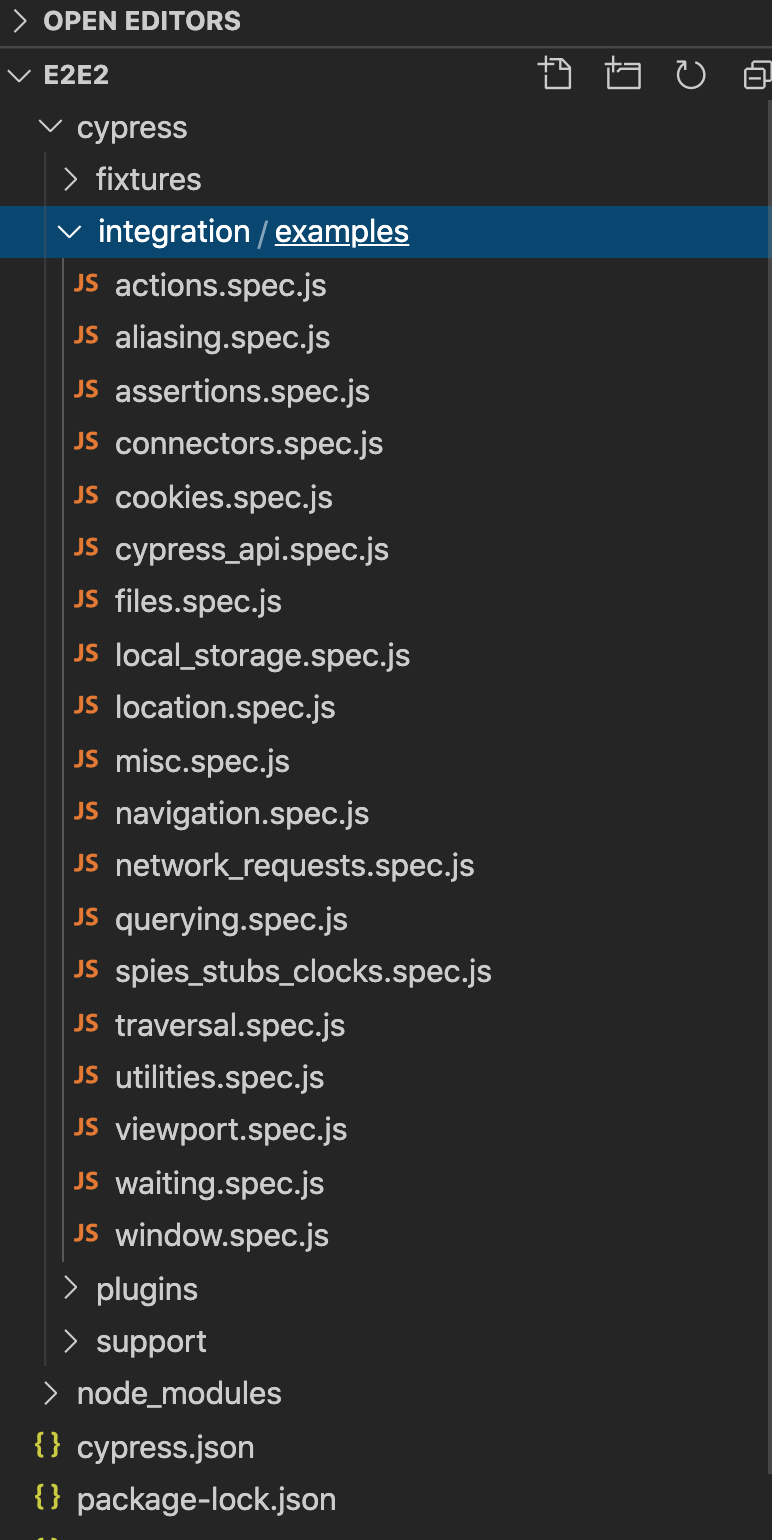 OPEN EDITORS
E2E2
cypress
fixtures
integration / examples
JS actions.spec.js
JS aliasing.spec.js
JS assertions.spec.js
JS connectors.spec.js
JS cookies.spec.js
JS cypress_api.spec.js
JS files.spec.js
JS local_storage.spec.js
JS location.spec.js
JS misc.spec.js
JS navigation.spec.js
JS network_requests.spec.js
JS querying.spec.js
JS spies_stubs_clocks.spec.js
JS traversal.spec.js
JS utilities.spec.js
JS viewport.spec.js
JS waiting.spec.js
JS window.spec.js
plugins
support
node_modules
{} cypress.json
{} package-lock.json